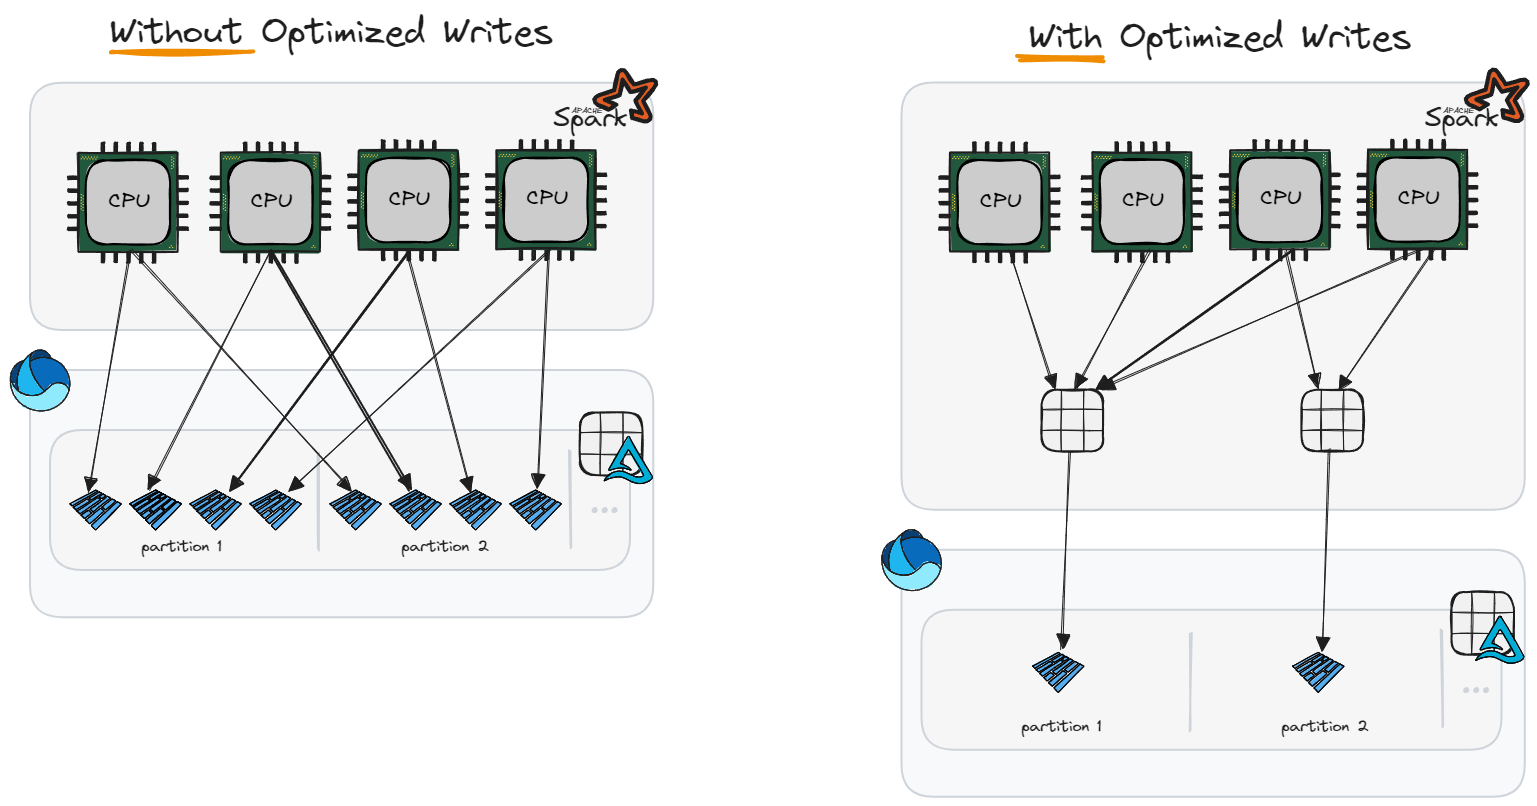 Without Optimized Writes
APACHE
Spark
CPU CPU CPU CPU
partition 1 partition 2
...
With Optimized Writes
APACHE
Spark
CPU CPU CPU CPU
partition 1 partition 2
...